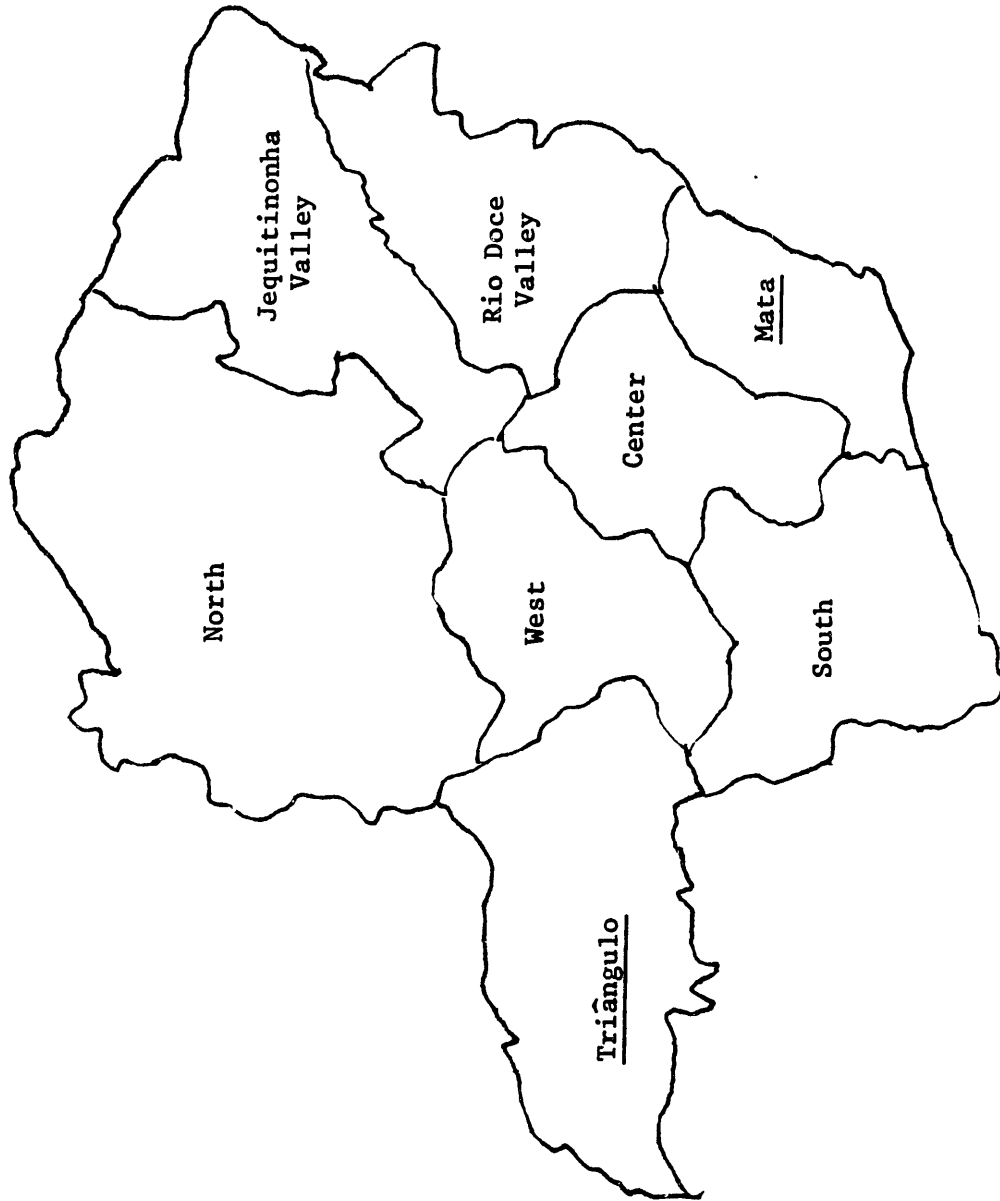 Jequitinonha
Valley
North
Rio Doce
Valley
Mata
Center
West
South
Triângulo